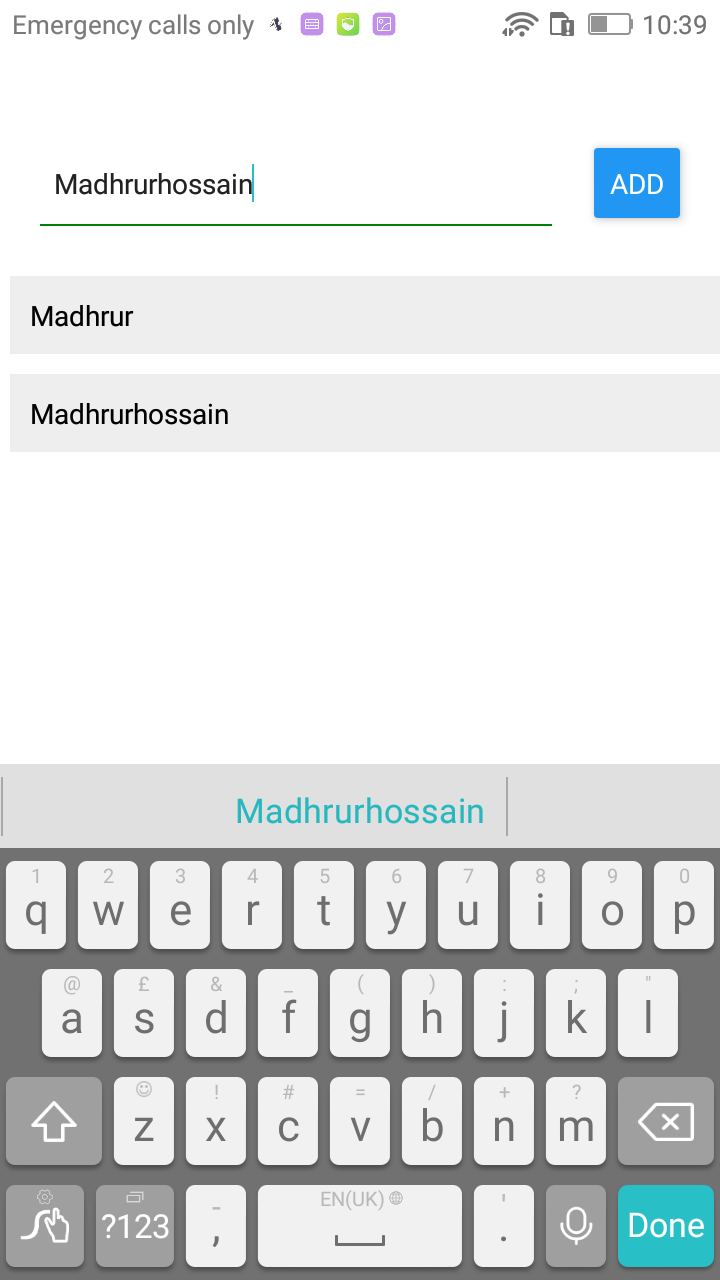 Emergency calls only 10:39
Madhrurhossain ADD
Madhrur
Madhrurhossain
Madhrurhossain
1 2 3 4 5 6 7 8 9 0
q w e r t y u i o p
@ £ & _ ( ) : ; "
a s d f g h j k l
! # c = / + ?
z x c v b n m
- EN(UK) '
?123 , . Done